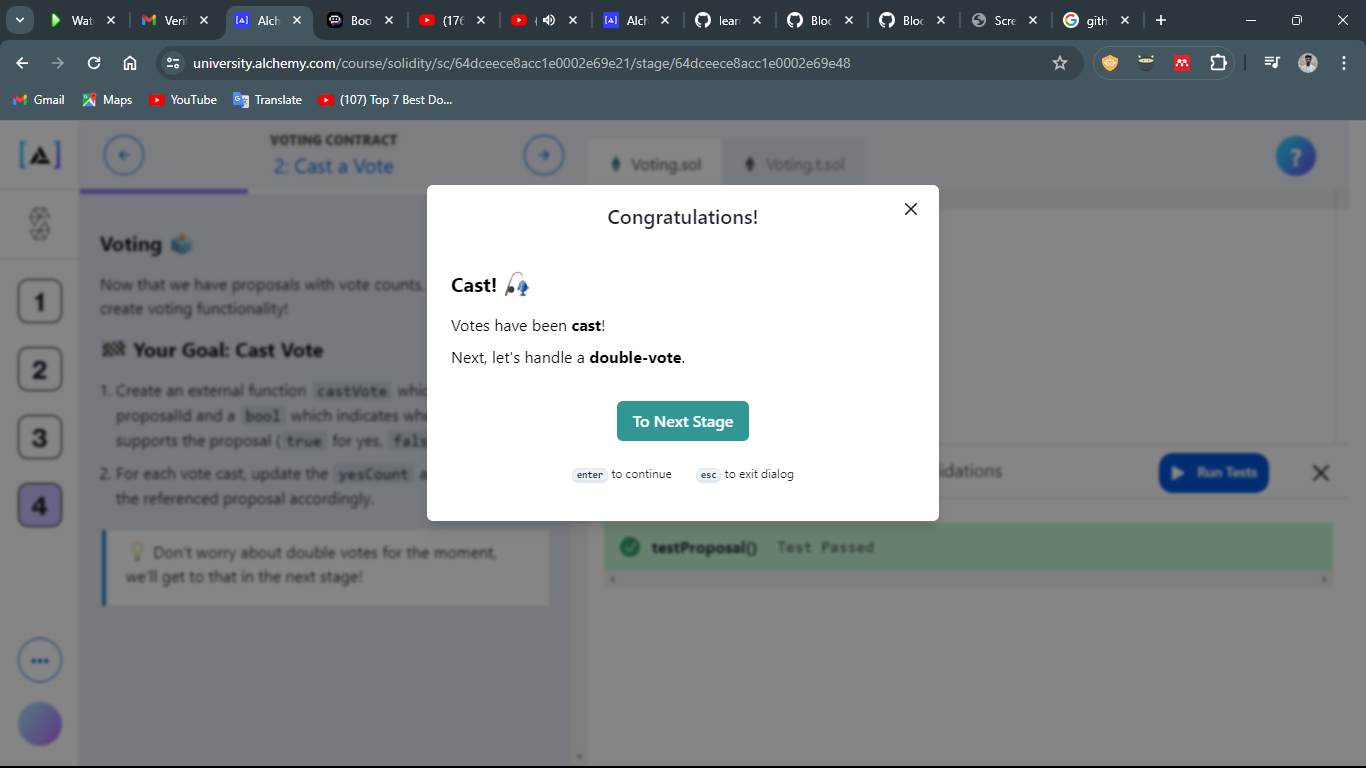 Wat
Veri
Alch
Boo
(176
Alch
lear
Bloc
Bloc
Scre
gith
university.alchemy.com/course/solidity/sc/64dceece8acc1e0002e69e21/stage/64dceece8acc1e0002e69e48
Gmail
Maps
YouTube
Translate
(107) Top 7 Best Do...
VOTING CONTRACT
2: Cast a Vote
Voting.sol
Voting.t.sol
?
1
2
3
4
Voting
Now that we have proposals with vote counts,
create voting functionality!
Your Goal: Cast Vote
1. Create an external function castVote whic
proposalId and a bool which indicates whe
supports the proposal ( true for yes, fals
2. For each vote cast, update the yesCount a
the referenced proposal accordingly.
Don't worry about double votes for the moment,
we'll get to that in the next stage!
Congratulations!
Cast!
Votes have been cast!
Next, let's handle a double-vote.
To Next Stage
enter to continue
esc to exit dialog
idations
Run Tests
testProposal() Test Passed